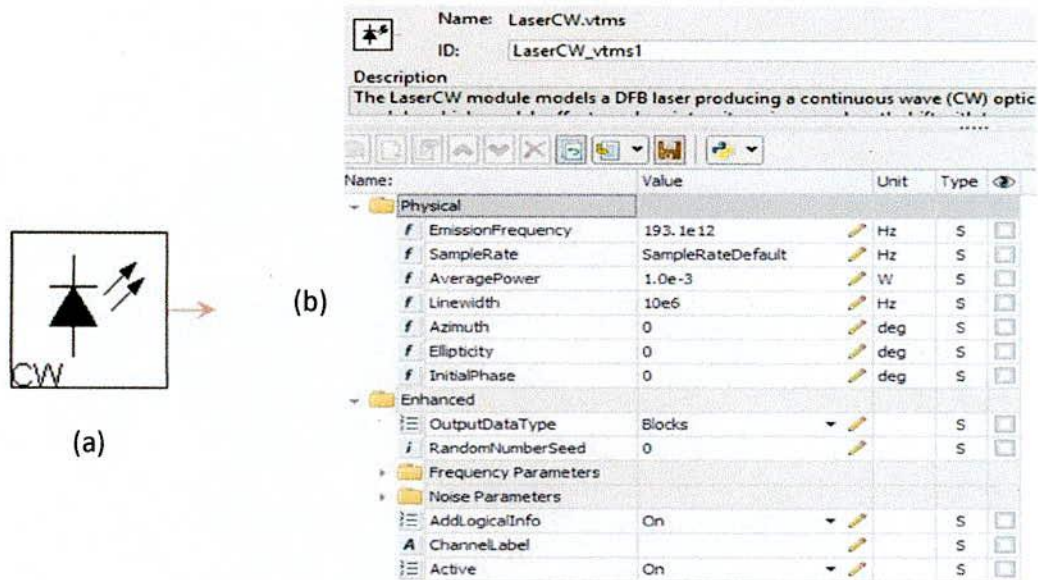 Name: LaserCW.vtms
ID: LaserCW_vtms1
Description
The LaserCW module models a DFB laser producing a continuous wave (CW) optic
Name: Value Unit Type
Physical
f EmissionFrequency 193.1e12 Hz S
f SampleRate SampleRateDefault Hz S
f AveragePower 1.0e-3 W S
f Linewidth 10e6 Hz S
f Azimuth 0 deg S
f Ellipticity 0 deg S
f InitialPhase 0 deg S
Enhanced
OutputDataType Blocks S
i RandomNumberSeed 0 S
Frequency Parameters
Noise Parameters
AddLogicalInfo On S
A ChannelLabel S
Active On S
CW
(a)
(b)